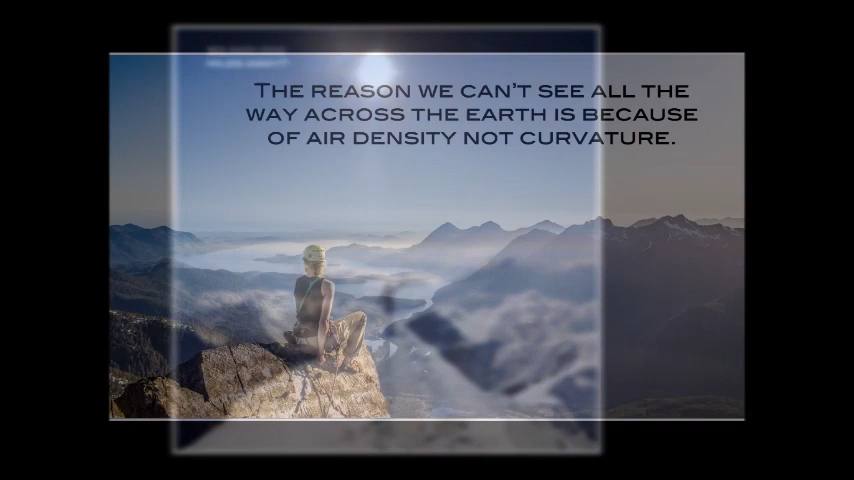 The reason we can't see all the
way across the earth is because
of air density not curvature.